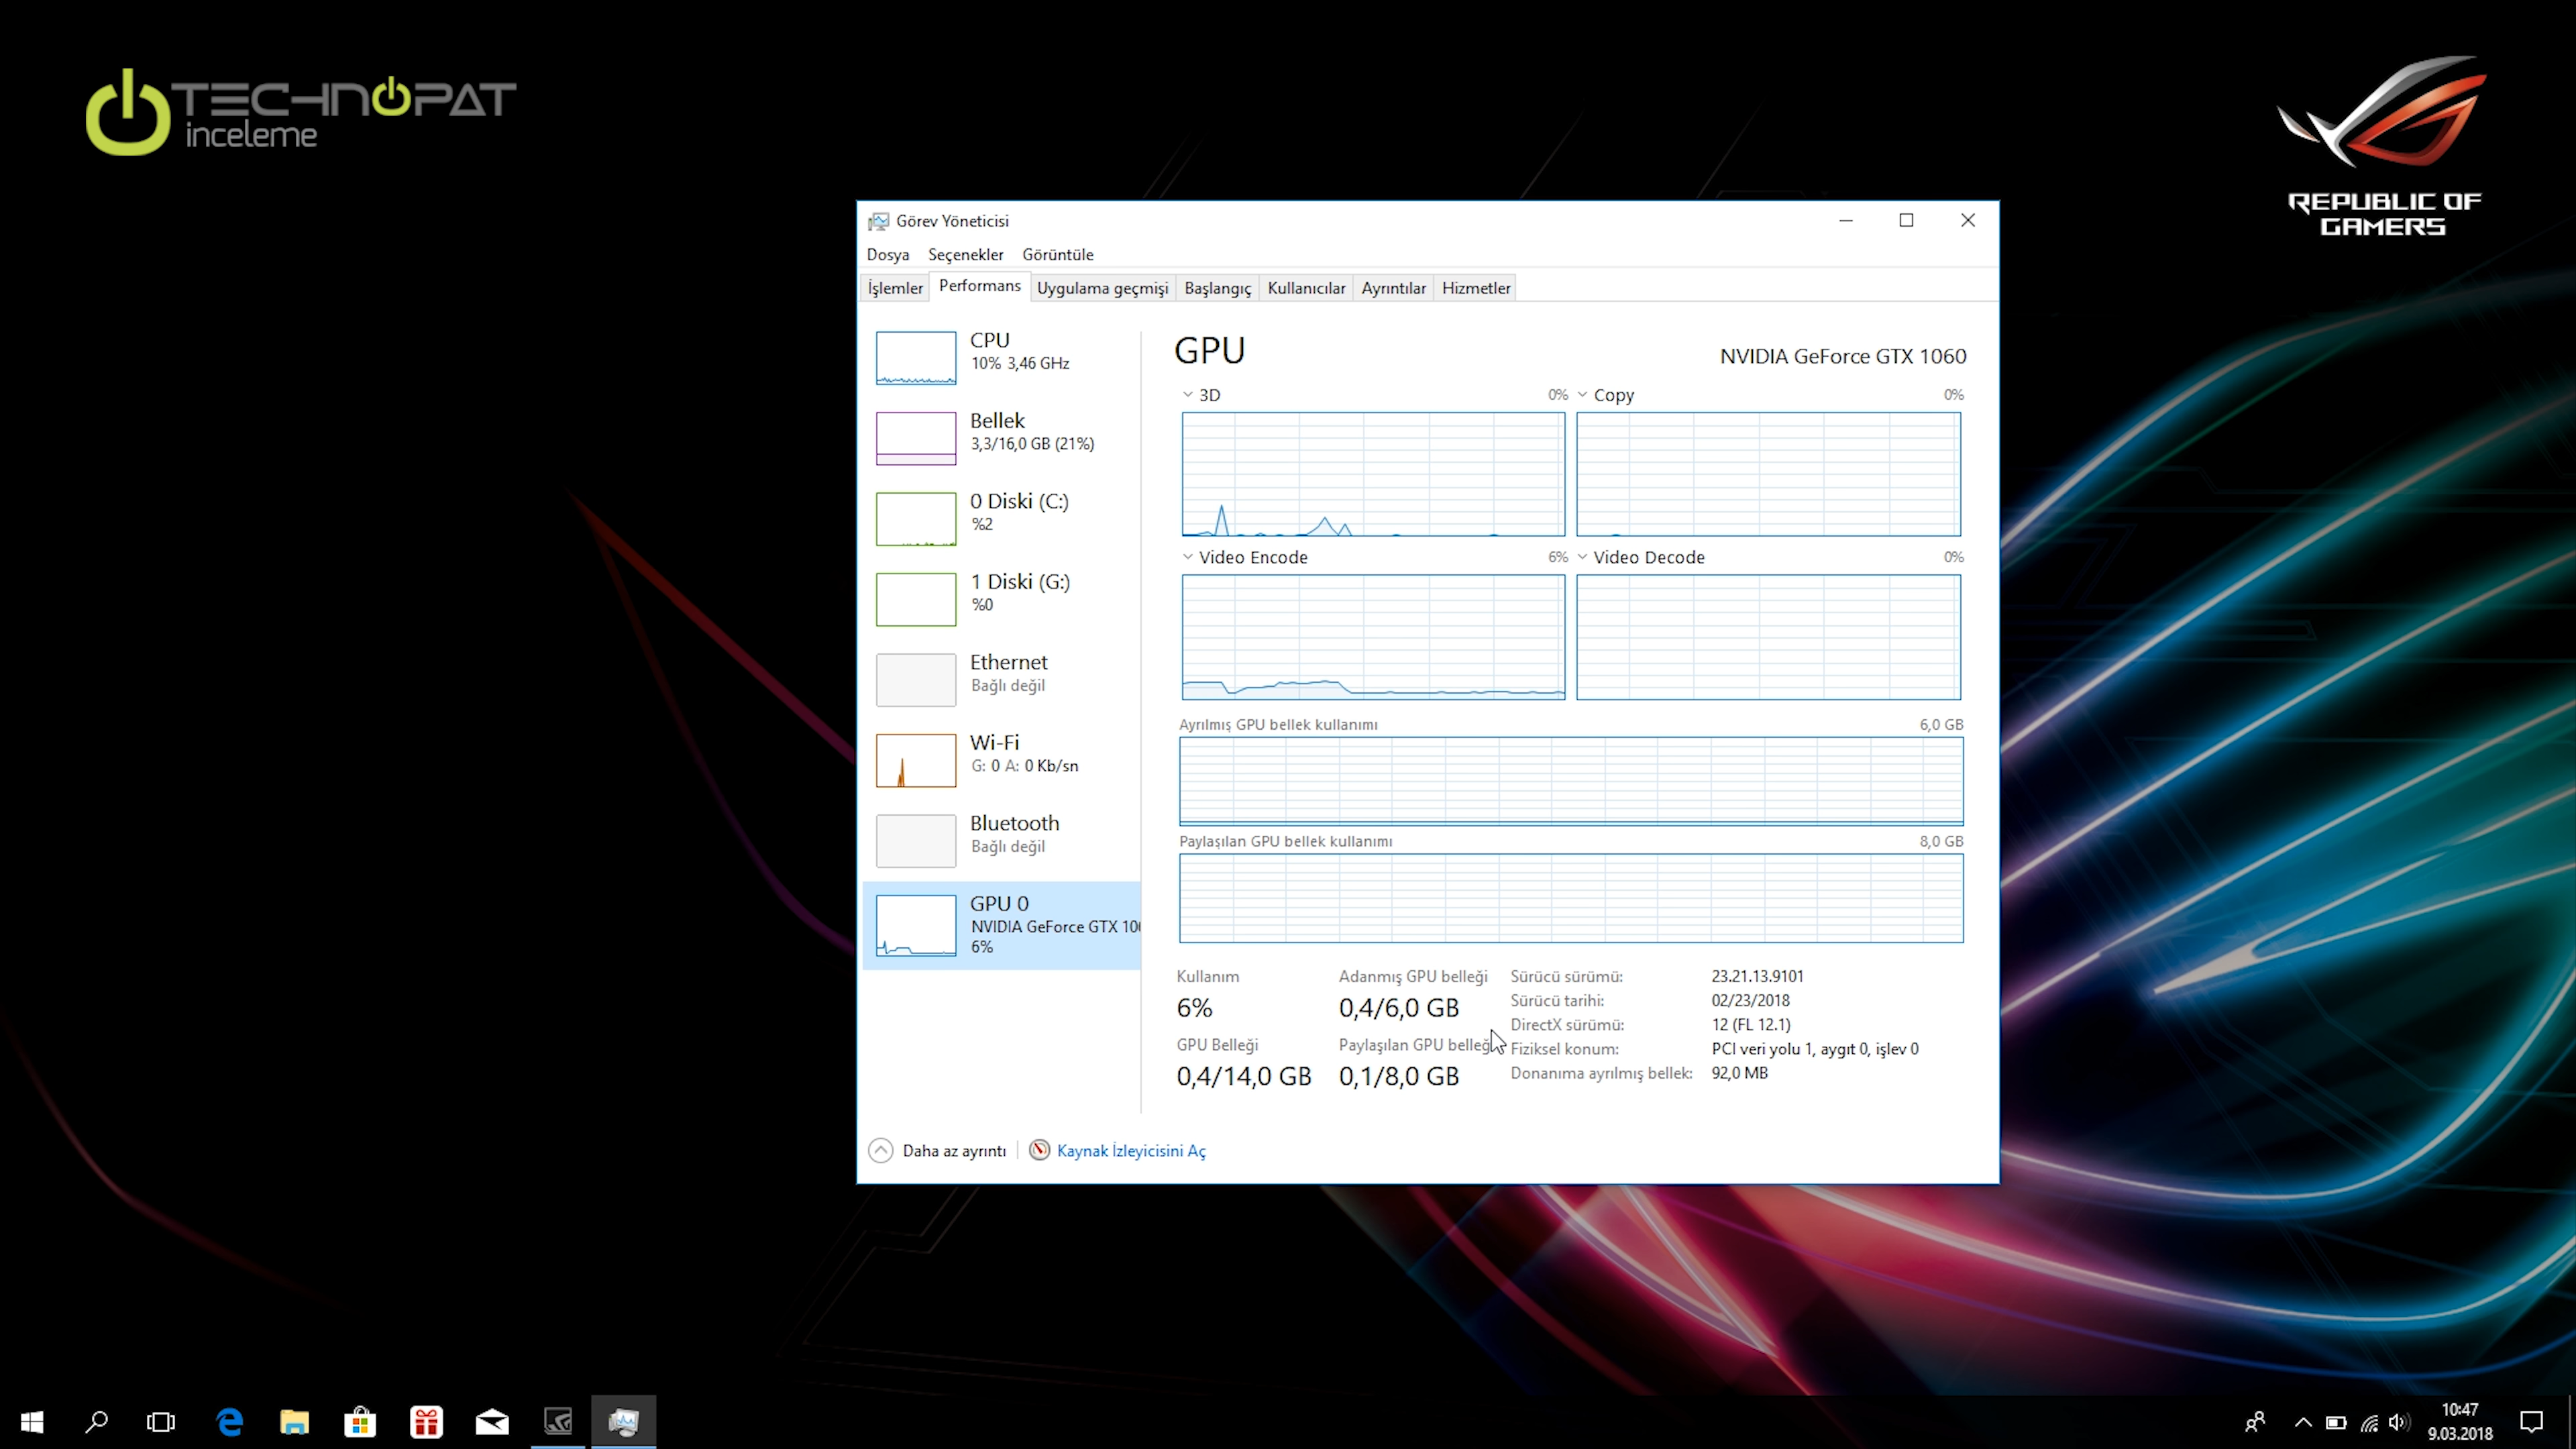 TECHNOPAT
inceleme
REPUBLIC OF
GAMERS
Görev Yöneticisi
Dosya Seçenekler Görüntüle
İşlemler Performans Uygulama geçmişi Başlangıç Kullanıcılar Ayrıntılar Hizmetler
CPU
10% 3,46 GHz
Bellek
3,3/16,0 GB (21%)
0 Diski (C:)
%2
1 Diski (G:)
%0
Ethernet
Bağlı değil
Wi-Fi
G: 0 A: 0 Kb/sn
Bluetooth
Bağlı değil
GPU 0
NVIDIA GeForce GTX 10
6%
GPU NVIDIA GeForce GTX 1060
3D 0% Copy 0%
Video Encode 6% Video Decode 0%
Ayrılmış GPU bellek kullanımı 6,0 GB
Paylaşılan GPU bellek kullanımı 8,0 GB
Kullanım
6%
Adanmış GPU belleği
0,4/6,0 GB
GPU Belleği
0,4/14,0 GB
Paylaşılan GPU belleğ
0,1/8,0 GB
Sürücü sürümü: 23.21.13.9101
Sürücü tarihi: 02/23/2018
DirectX sürümü: 12 (FL 12.1)
Fiziksel konum: PCI veri yolu 1, aygıt 0, işlev 0
Donanıma ayrılmış bellek: 92,0 MB
Daha az ayrıntı Kaynak İzleyicisini Aç
10:47
9.03.2018